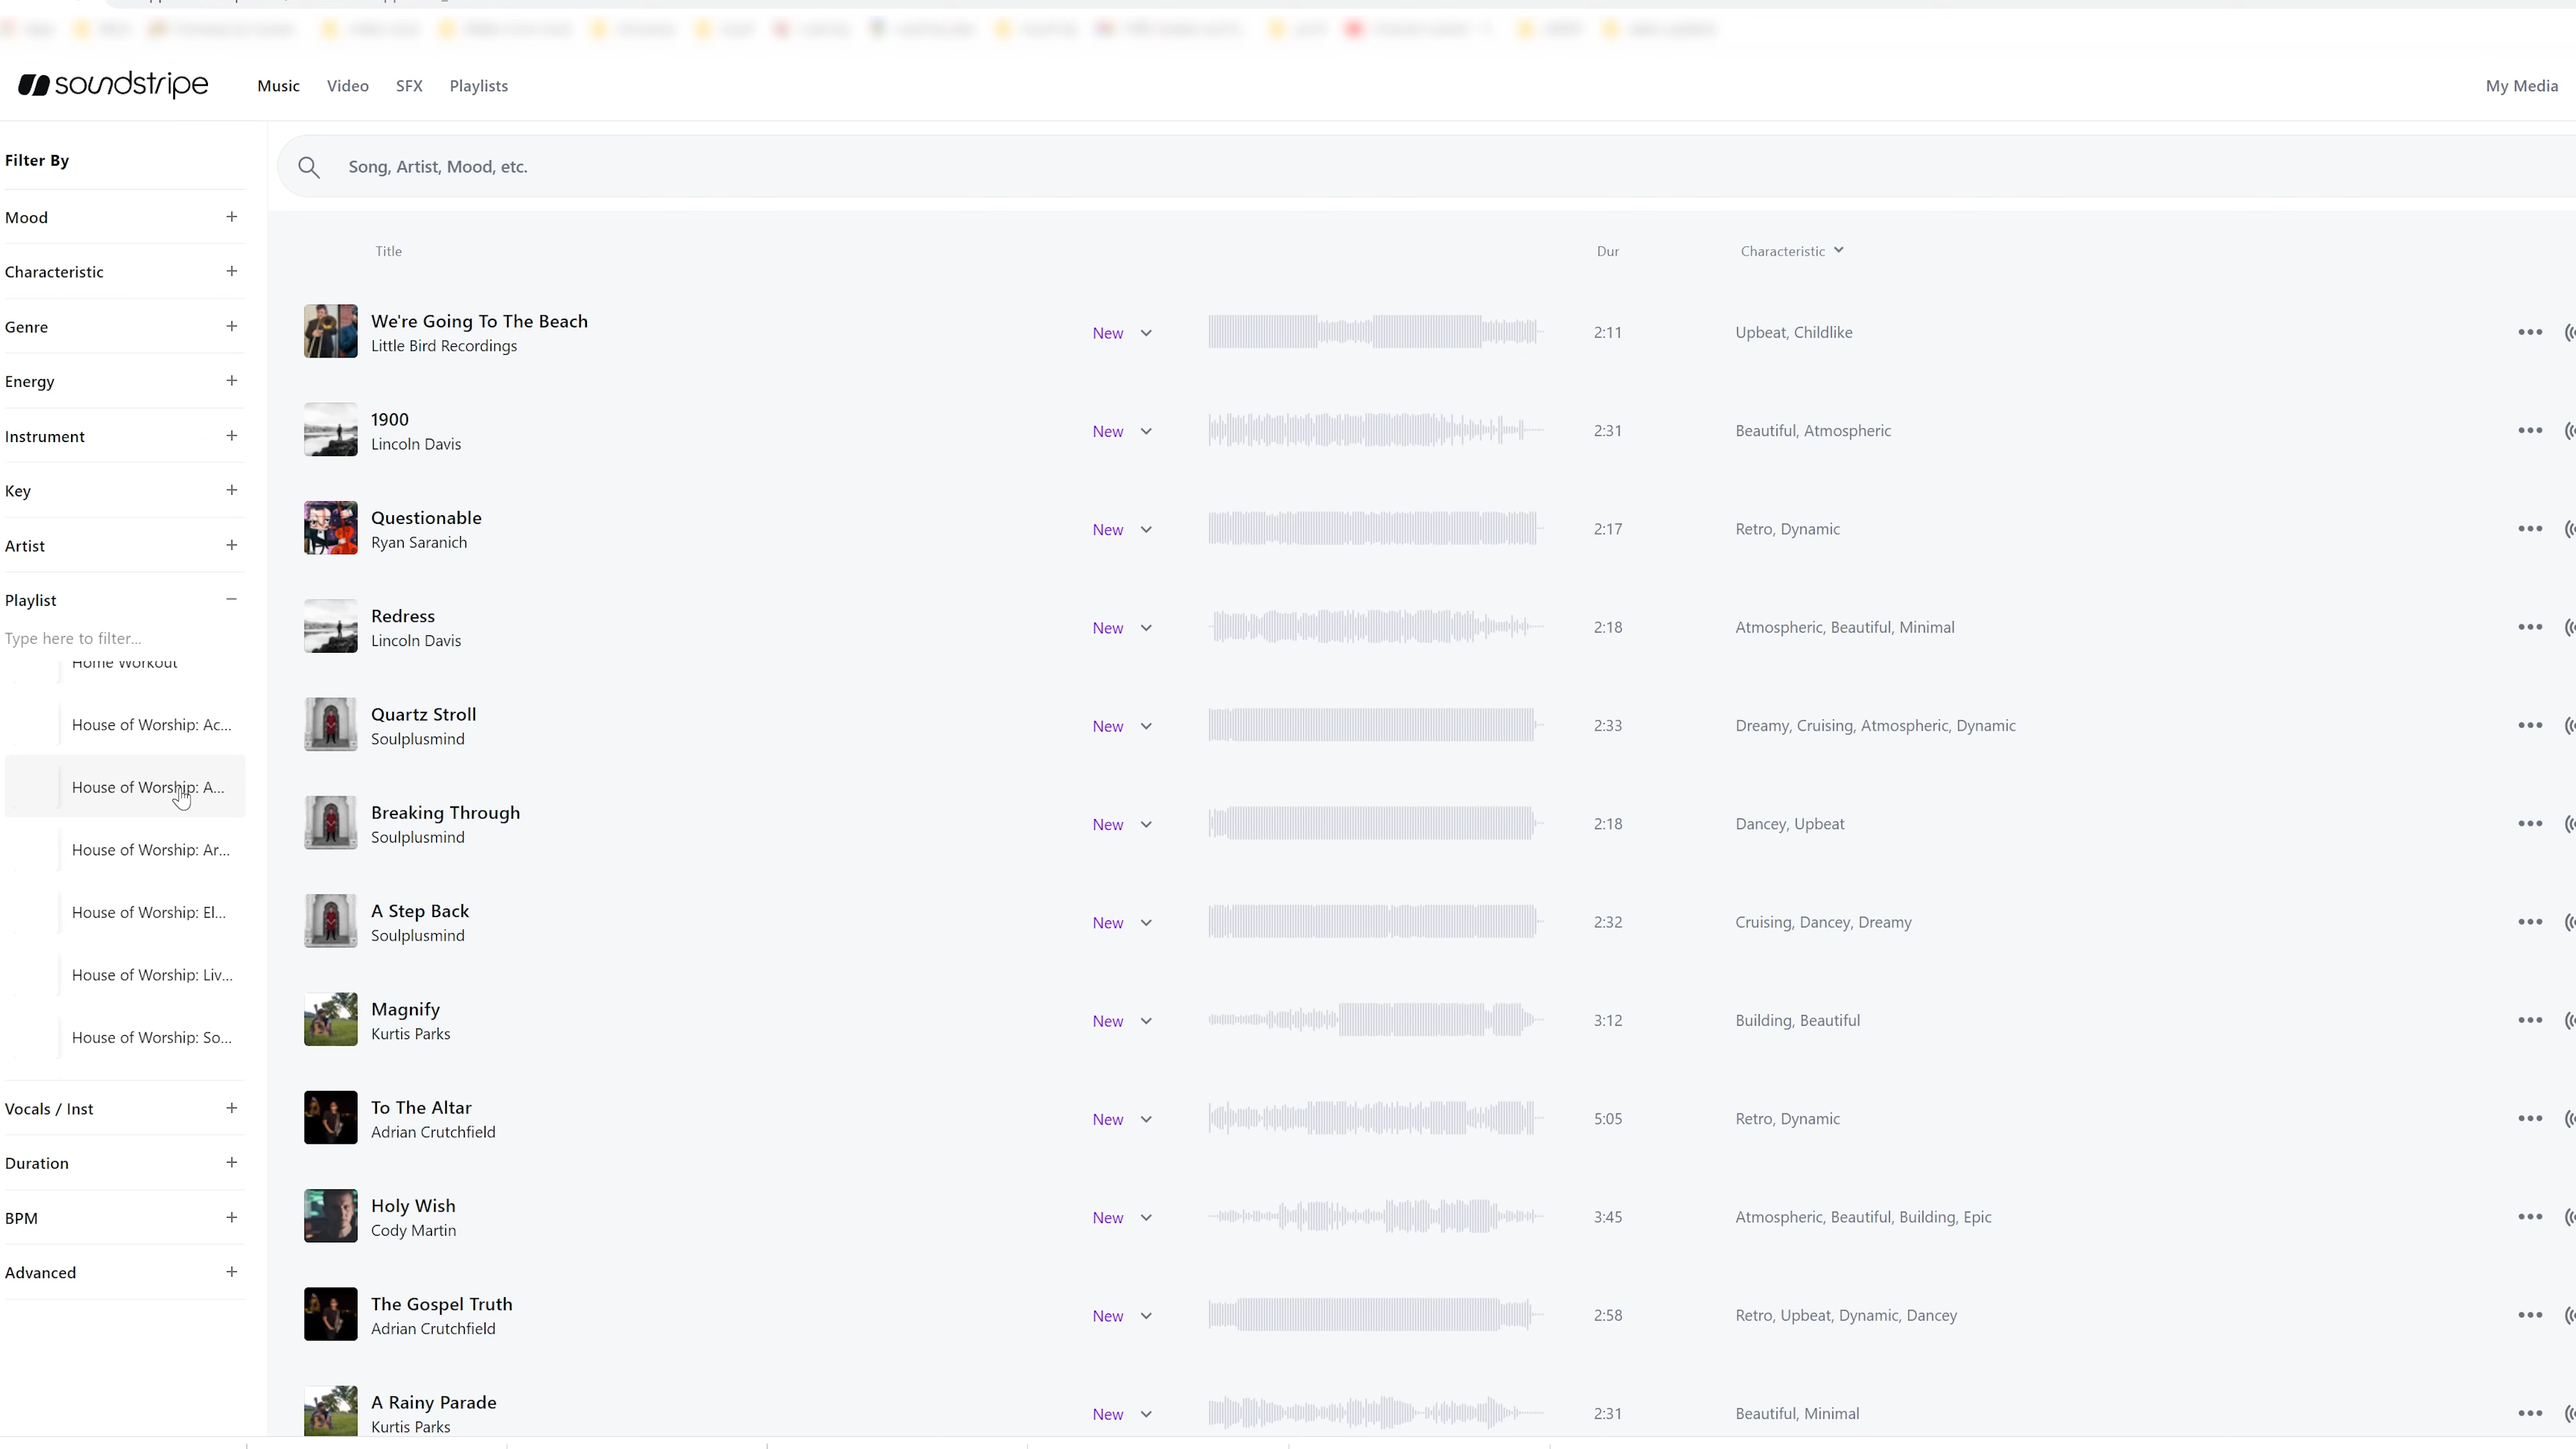 soundstripe
Music Video SFX Playlists
My Media
Filter By
Mood
Characteristic
Genre
Energy
Instrument
Key
Artist
Playlist
Type here to filter...
Home Workout
House of Worship: Ac...
House of Worship: A...
House of Worship: Ar...
House of Worship: El...
House of Worship: Liv...
House of Worship: So...
Vocals / Inst
Duration
BPM
Advanced
Song, Artist, Mood, etc.
Title Dur Characteristic
We're Going To The Beach
Little Bird Recordings
New 2:11 Upbeat, Childlike
1900
Lincoln Davis
New 2:31 Beautiful, Atmospheric
Questionable
Ryan Saranich
New 2:17 Retro, Dynamic
Redress
Lincoln Davis
New 2:18 Atmospheric, Beautiful, Minimal
Quartz Stroll
Soulplusmind
New 2:33 Dreamy, Cruising, Atmospheric, Dynamic
Breaking Through
Soulplusmind
New 2:18 Dancey, Upbeat
A Step Back
Soulplusmind
New 2:32 Cruising, Dancey, Dreamy
Magnify
Kurtis Parks
New 3:12 Building, Beautiful
To The Altar
Adrian Crutchfield
New 5:05 Retro, Dynamic
Holy Wish
Cody Martin
New 3:45 Atmospheric, Beautiful, Building, Epic
The Gospel Truth
Adrian Crutchfield
New 2:58 Retro, Upbeat, Dynamic, Dancey
A Rainy Parade
Kurtis Parks
New 2:31 Beautiful, Minimal